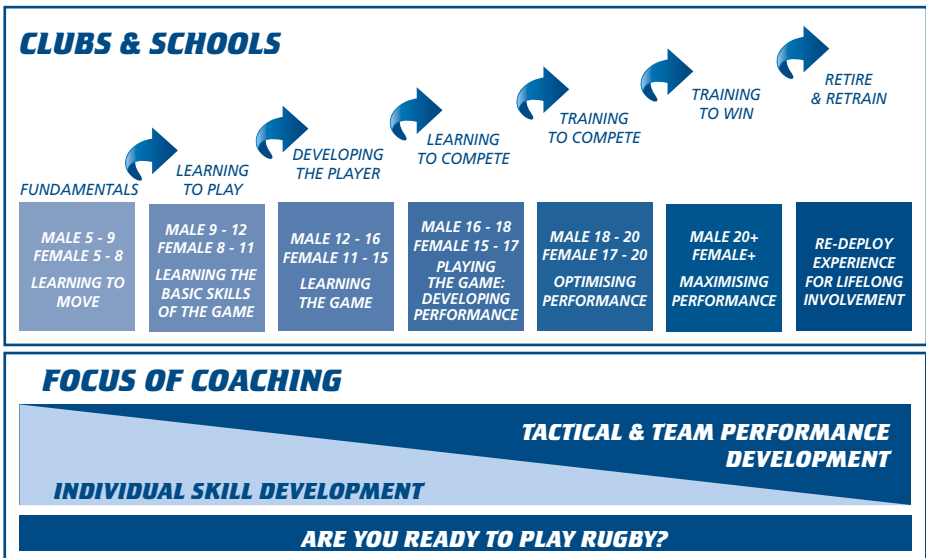 CLUBS & SCHOOLS
FUNDAMENTALS
LEARNING
TO PLAY
DEVELOPING
THE PLAYER
LEARNING
TO COMPETE
TRAINING
TO COMPETE
TRAINING
TO WIN
RETIRE
& RETRAIN
MALE 5 - 9
FEMALE 5 - 8
LEARNING TO
MOVE
MALE 9 - 12
FEMALE 8 - 11
LEARNING THE
BASIC SKILLS
OF THE GAME
MALE 12 - 16
FEMALE 11 - 15
LEARNING
THE GAME
MALE 16 - 18
FEMALE 15 - 17
PLAYING
THE GAME:
DEVELOPING
PERFORMANCE
MALE 18 - 20
FEMALE 17 - 20
OPTIMISING
PERFORMANCE
MALE 20+
FEMALE+
MAXIMISING
PERFORMANCE
RE-DEPLOY
EXPERIENCE
FOR LIFELONG
INVOLVEMENT
FOCUS OF COACHING
TACTICAL & TEAM PERFORMANCE
DEVELOPMENT
INDIVIDUAL SKILL DEVELOPMENT
ARE YOU READY TO PLAY RUGBY?